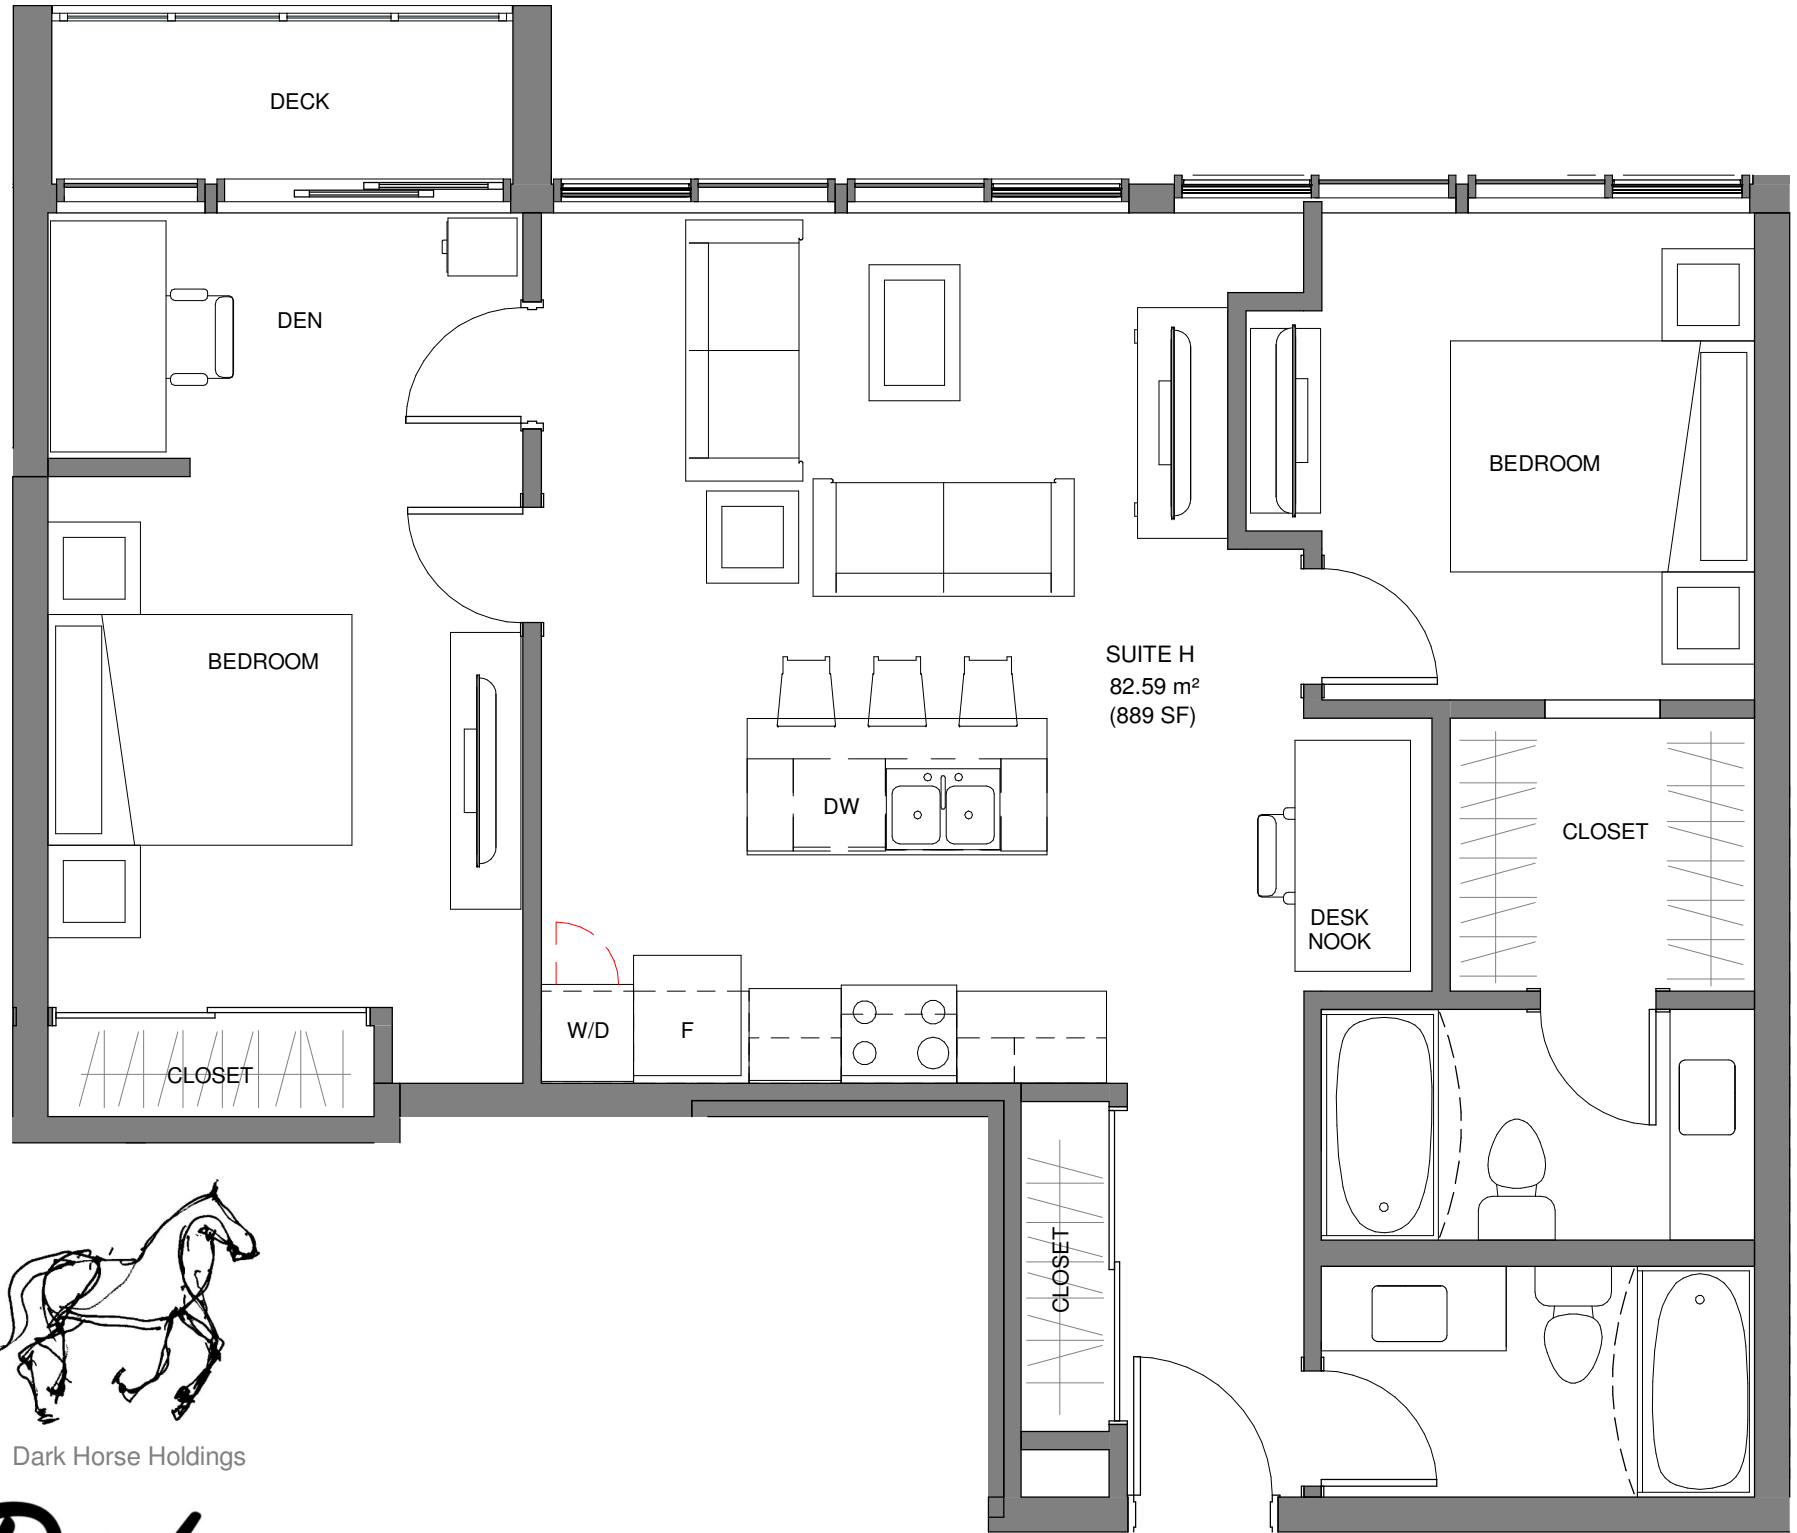 DECK
DEN
BEDROOM
BEDROOM
SUITE H
82.59 m²
(889 SF)
DW
CLOSET
DESK
NOOK
W/D
F
CLOSET
CLOSET
Dark Horse Holdings